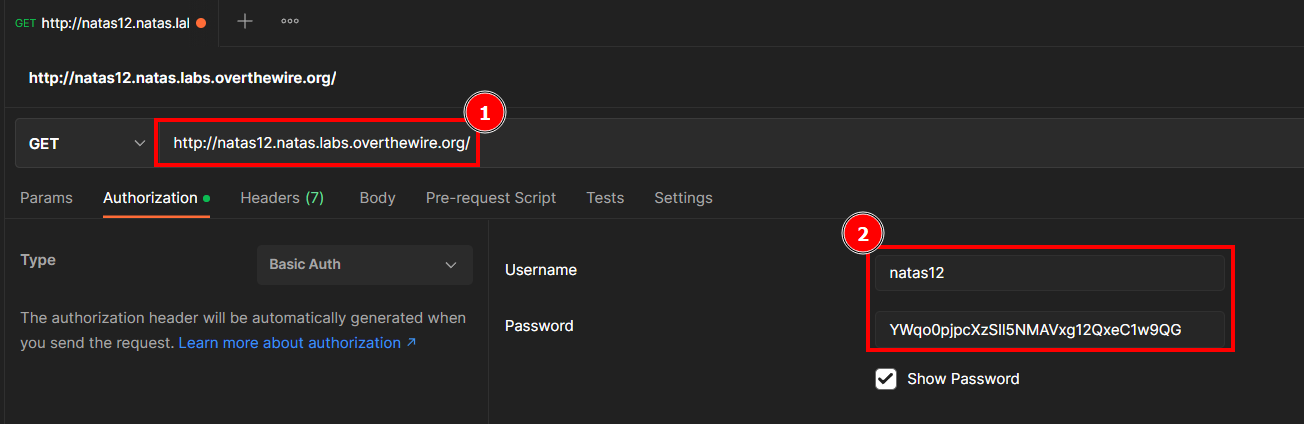 GET http://natas12.natas.lal
http://natas12.natas.labs.overthewire.org/
1
GET http://natas12.natas.labs.overthewire.org/
Params Authorization Headers (7) Body Pre-request Script Tests Settings
2
Type Basic Auth
Username natas12
The authorization header will be automatically generated when
you send the request. Learn more about authorization ↗
Password YWqo0pjpcXzSIl5NMAVxg12QxeC1w9QG
Show Password